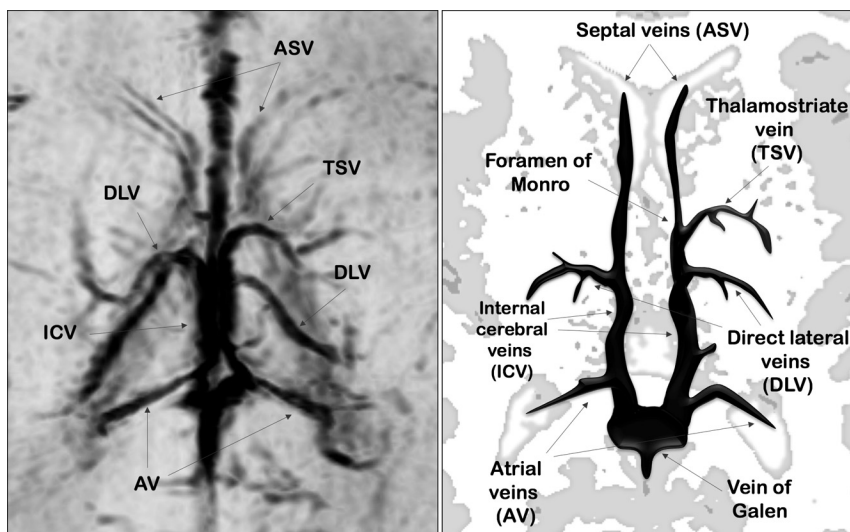 ASV
TSV
DLV
DLV
ICV
AV
Septal veins (ASV)
Thalamostriate
vein
(TSV)
Foramen of
Monro
Internal
cerebral
veins
(ICV)
Direct lateral
veins
(DLV)
Atrial
veins
(AV)
Vein of
Galen